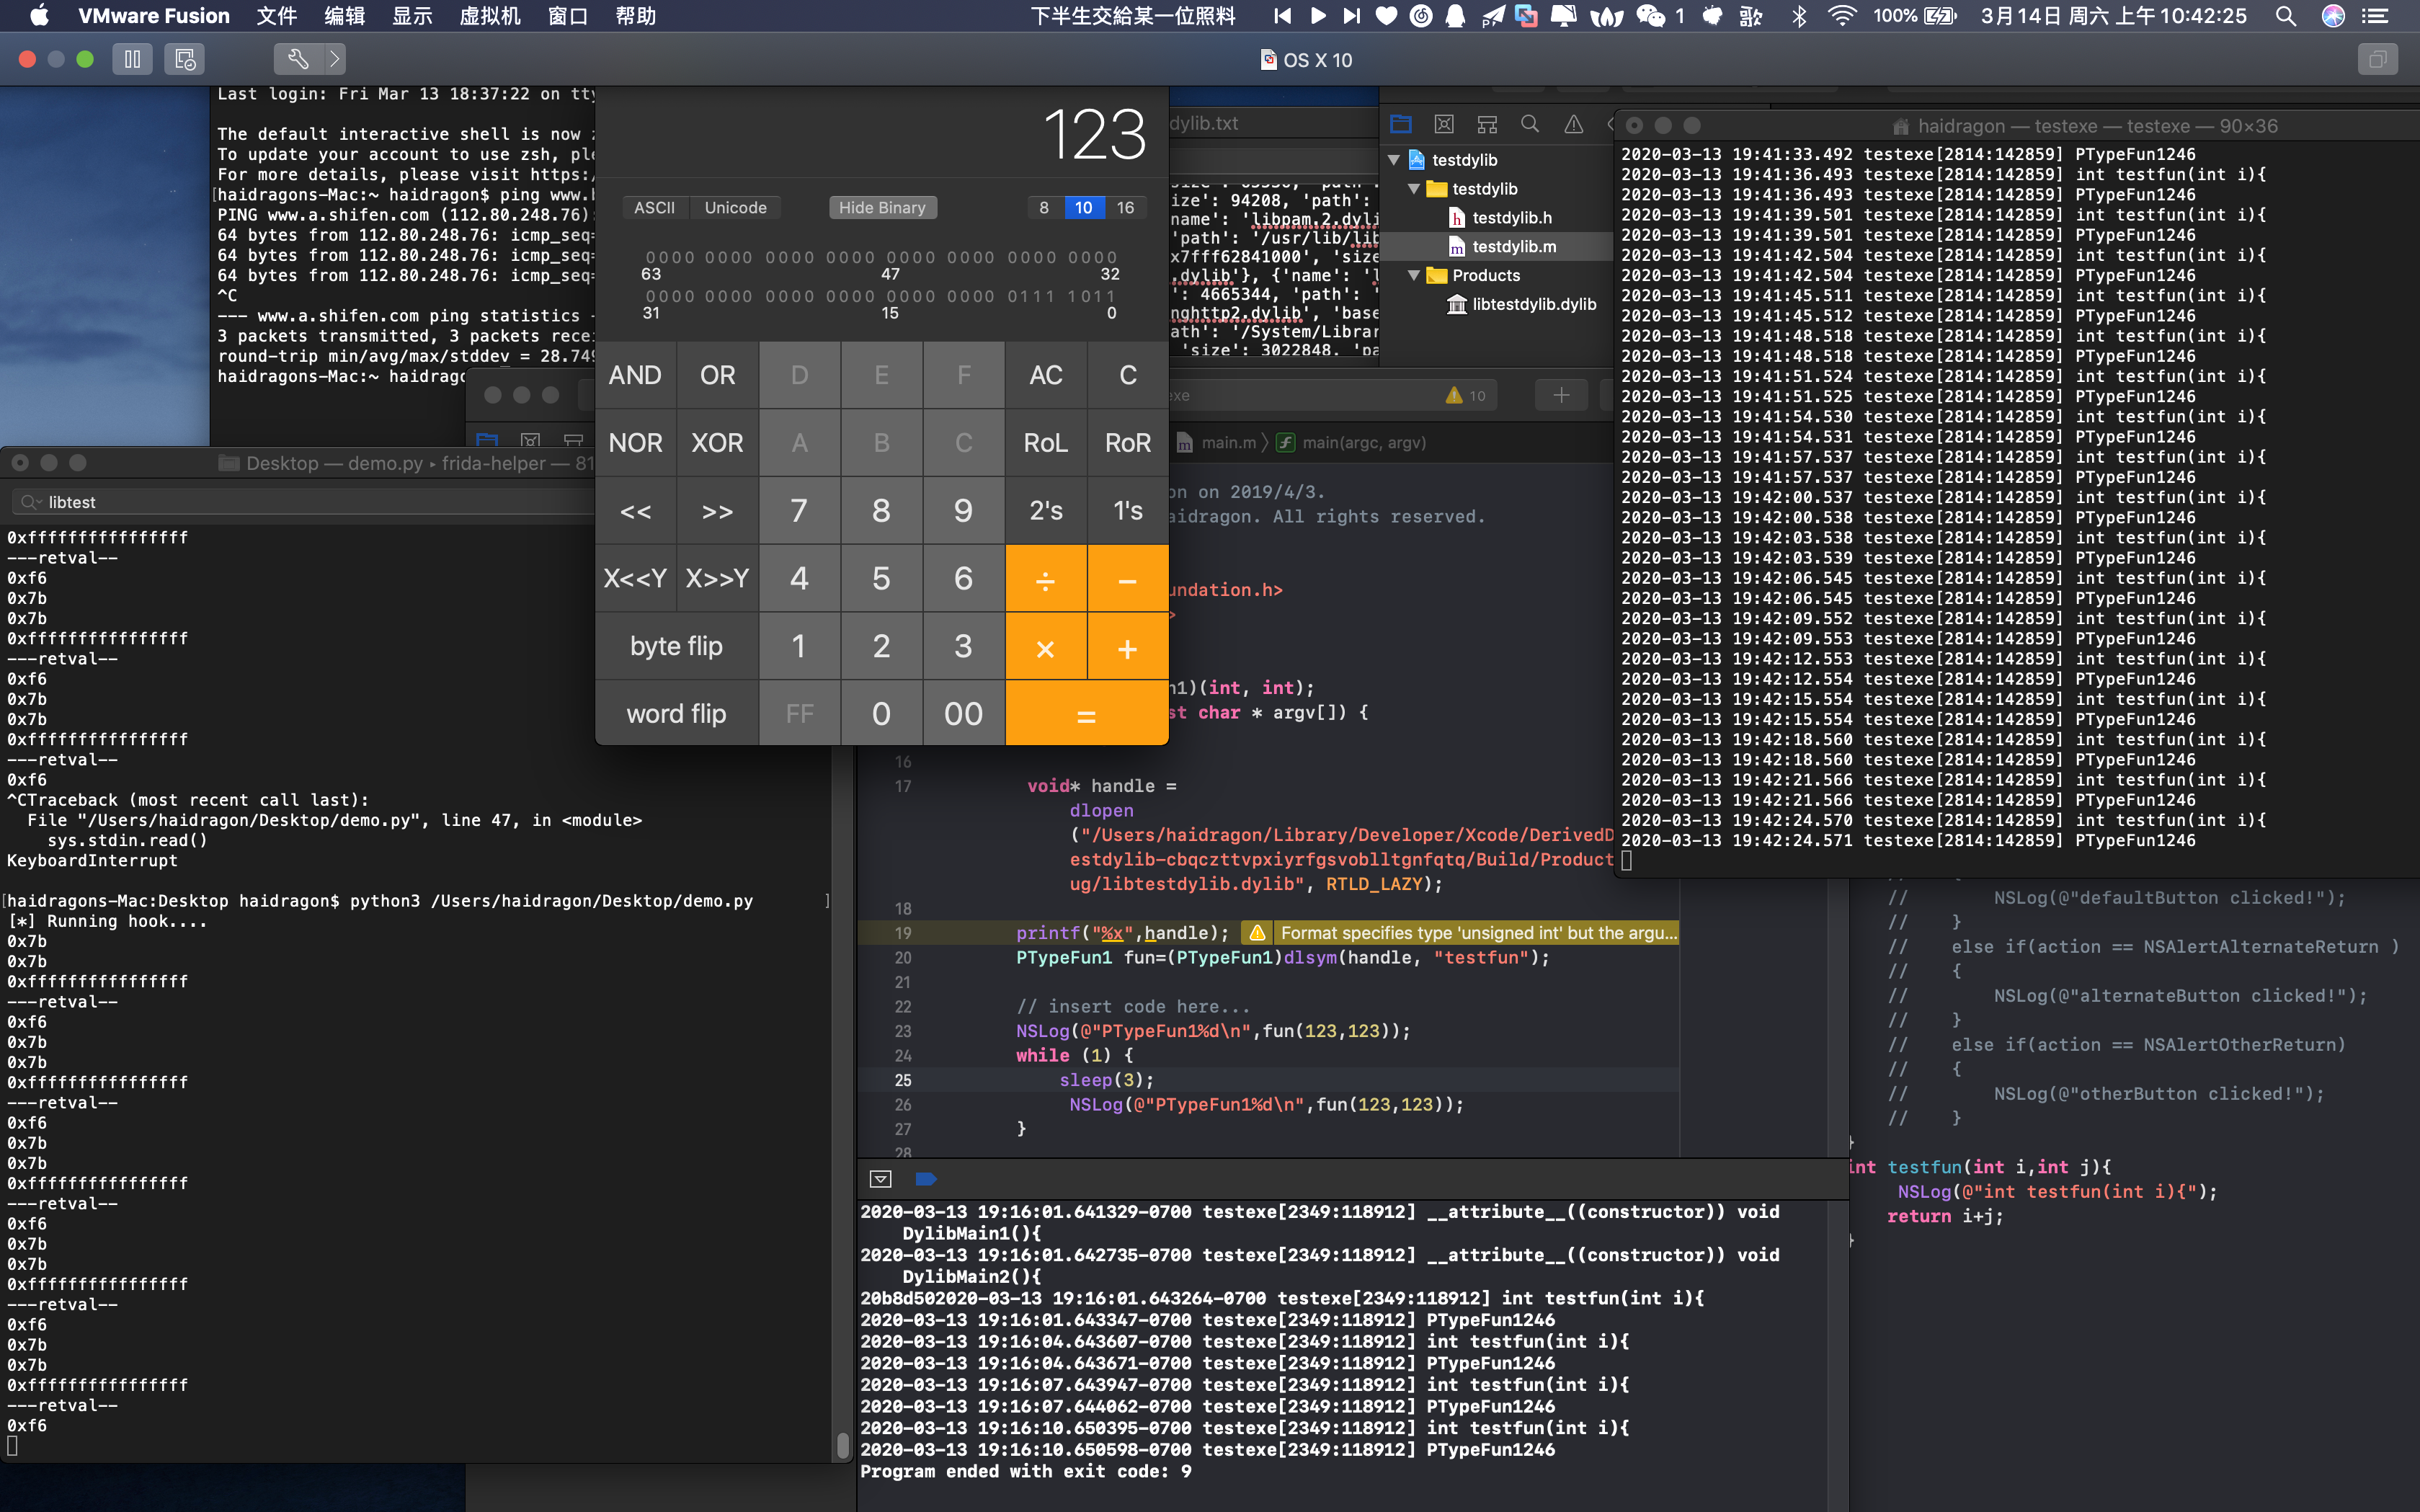 VMware Fusion 文件 编辑 显示 虚拟机 窗口 帮助 下半生交給某一位照料 1 歌 100% 3月14日 周六 上午10:42:25
OS X 10
Last login: Fri Mar 13 18:37:22 on tty
The default interactive shell is now
To update your account to use zsh, ple
For more details, please visit https:/
[haidragons-Mac:~ haidragon$ ping www.b
PING www.a.shifen.com (112.80.248.76):
64 bytes from 112.80.248.76: icmp_seq=
64 bytes from 112.80.248.76: icmp_seq=
64 bytes from 112.80.248.76: icmp_seq=
^C
--- www.a.shifen.com ping statistics -
3 packets transmitted, 3 packets rece
round-trip min/avg/max/stddev = 28.749
haidragons-Mac:~ haidrago
123
ASCII Unicode Hide Binary 8 10 16
0000 0000 0000 0000 0000 0000 0000 0000
63 47 32
0000 0000 0000 0000 0000 0000 0111 1011
31 15 0
AND OR D E F AC C
NOR XOR A B C RoL RoR
<< >> 7 8 9 2's 1's
X<<Y X>>Y 4 5 6 ÷ −
byte flip 1 2 3 × +
word flip FF 0 00 =
dylib.txt
ize': 94208, 'path':
name': 'libpam.2.dyli
'path': '/usr/lib/lib
x7fff62841000', 'size
.dylib'}, {'name': 'l
': 4665344, 'path': '
nghttp2.dylib', 'base
ath': '/System/Librar
'size': 3022848, 'pa
testdylib
testdylib
testdylib.h
testdylib.m
Products
libtestdylib.dylib
haidragon — testexe — testexe — 90×36
2020-03-13 19:41:33.492 testexe[2814:142859] PTypeFun1246
2020-03-13 19:41:36.493 testexe[2814:142859] int testfun(int i){
2020-03-13 19:41:36.493 testexe[2814:142859] PTypeFun1246
2020-03-13 19:41:39.501 testexe[2814:142859] int testfun(int i){
2020-03-13 19:41:39.501 testexe[2814:142859] PTypeFun1246
2020-03-13 19:41:42.504 testexe[2814:142859] int testfun(int i){
2020-03-13 19:41:42.504 testexe[2814:142859] PTypeFun1246
2020-03-13 19:41:45.511 testexe[2814:142859] int testfun(int i){
2020-03-13 19:41:45.512 testexe[2814:142859] PTypeFun1246
2020-03-13 19:41:48.518 testexe[2814:142859] int testfun(int i){
2020-03-13 19:41:48.518 testexe[2814:142859] PTypeFun1246
2020-03-13 19:41:51.524 testexe[2814:142859] int testfun(int i){
2020-03-13 19:41:51.525 testexe[2814:142859] PTypeFun1246
2020-03-13 19:41:54.530 testexe[2814:142859] int testfun(int i){
2020-03-13 19:41:54.531 testexe[2814:142859] PTypeFun1246
2020-03-13 19:41:57.537 testexe[2814:142859] int testfun(int i){
2020-03-13 19:41:57.537 testexe[2814:142859] PTypeFun1246
2020-03-13 19:42:00.537 testexe[2814:142859] int testfun(int i){
2020-03-13 19:42:00.538 testexe[2814:142859] PTypeFun1246
2020-03-13 19:42:03.538 testexe[2814:142859] int testfun(int i){
2020-03-13 19:42:03.539 testexe[2814:142859] PTypeFun1246
2020-03-13 19:42:06.545 testexe[2814:142859] int testfun(int i){
2020-03-13 19:42:06.545 testexe[2814:142859] PTypeFun1246
2020-03-13 19:42:09.552 testexe[2814:142859] int testfun(int i){
2020-03-13 19:42:09.553 testexe[2814:142859] PTypeFun1246
2020-03-13 19:42:12.553 testexe[2814:142859] int testfun(int i){
2020-03-13 19:42:12.554 testexe[2814:142859] PTypeFun1246
2020-03-13 19:42:15.554 testexe[2814:142859] int testfun(int i){
2020-03-13 19:42:15.554 testexe[2814:142859] PTypeFun1246
2020-03-13 19:42:18.560 testexe[2814:142859] int testfun(int i){
2020-03-13 19:42:18.560 testexe[2814:142859] PTypeFun1246
2020-03-13 19:42:21.566 testexe[2814:142859] int testfun(int i){
2020-03-13 19:42:21.566 testexe[2814:142859] PTypeFun1246
2020-03-13 19:42:24.570 testexe[2814:142859] int testfun(int i){
2020-03-13 19:42:24.571 testexe[2814:142859] PTypeFun1246
Desktop — demo.py ▸ frida-helper — 81
libtest
0xffffffffffffffff
---retval--
0xf6
0x7b
0x7b
0xffffffffffffffff
---retval--
0xf6
0x7b
0x7b
0xffffffffffffffff
---retval--
0xf6
^CTraceback (most recent call last):
File "/Users/haidragon/Desktop/demo.py", line 47, in <module>
sys.stdin.read()
KeyboardInterrupt
[haidragons-Mac:Desktop haidragon$ python3 /Users/haidragon/Desktop/demo.py ]
[*] Running hook....
0x7b
0x7b
0xffffffffffffffff
---retval--
0xf6
0x7b
0x7b
0xffffffffffffffff
---retval--
0xf6
0x7b
0x7b
0xffffffffffffffff
---retval--
0xf6
0x7b
0x7b
0xffffffffffffffff
---retval--
0xf6
0x7b
0x7b
0xffffffffffffffff
---retval--
0xf6
exe 10
main.m 〉 main(argc, argv)
on on 2019/4/3.
aidragon. All rights reserved.
undation.h>
>
n1)(int, int);
st char * argv[]) {
16
17 void* handle =
dlopen
("/Users/haidragon/Library/Developer/Xcode/DerivedD
estdylib-cbqczttvpxiyrfgsvoblltgnfqtq/Build/Product
ug/libtestdylib.dylib", RTLD_LAZY);
18
19 printf("%x",handle); Format specifies type 'unsigned int' but the argu...
20 PTypeFun1 fun=(PTypeFun1)dlsym(handle, "testfun");
21
22 // insert code here...
23 NSLog(@"PTypeFun1%d\n",fun(123,123));
24 while (1) {
25 sleep(3);
26 NSLog(@"PTypeFun1%d\n",fun(123,123));
27 }
28
2020-03-13 19:16:01.641329-0700 testexe[2349:118912] __attribute__((constructor)) void
DylibMain1(){
2020-03-13 19:16:01.642735-0700 testexe[2349:118912] __attribute__((constructor)) void
DylibMain2(){
20b8d502020-03-13 19:16:01.643264-0700 testexe[2349:118912] int testfun(int i){
2020-03-13 19:16:01.643347-0700 testexe[2349:118912] PTypeFun1246
2020-03-13 19:16:04.643607-0700 testexe[2349:118912] int testfun(int i){
2020-03-13 19:16:04.643671-0700 testexe[2349:118912] PTypeFun1246
2020-03-13 19:16:07.643947-0700 testexe[2349:118912] int testfun(int i){
2020-03-13 19:16:07.644062-0700 testexe[2349:118912] PTypeFun1246
2020-03-13 19:16:10.650395-0700 testexe[2349:118912] int testfun(int i){
2020-03-13 19:16:10.650598-0700 testexe[2349:118912] PTypeFun1246
Program ended with exit code: 9
// {
// NSLog(@"defaultButton clicked!");
// }
// else if(action == NSAlertAlternateReturn )
// {
// NSLog(@"alternateButton clicked!");
// }
// else if(action == NSAlertOtherReturn)
// {
// NSLog(@"otherButton clicked!");
// }
}
int testfun(int i,int j){
NSLog(@"int testfun(int i){");
return i+j;
}